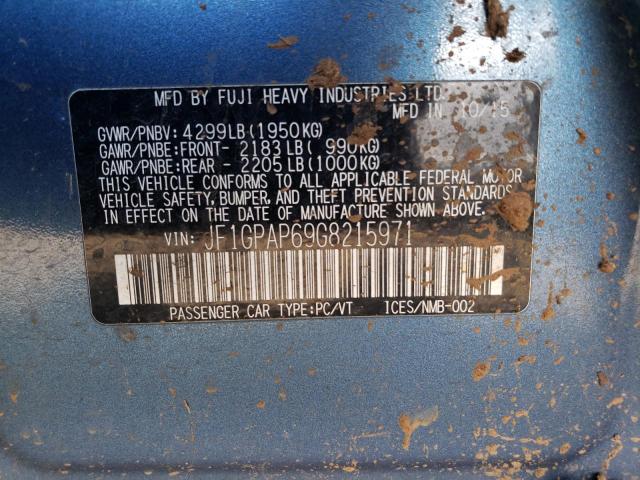 MFD BY FUJI HEAVY INDUSTRIES LTD.
MFD IN 10/15
GVWR/PNBV: 4299LB(1950KG)
GAWR/PNBE:FRONT- 2183LB( 990KG)
GAWR/PNBE:REAR - 2205LB(1000KG)
THIS VEHICLE CONFORMS TO ALL APPLICABLE FEDERAL MOTOR
VEHICLE SAFETY, BUMPER, AND THEFT PREVENTION STANDARDS
IN EFFECT ON THE DATE OF MANUFACTURE SHOWN ABOVE.
VIN: JF1GPAP69G8215971
PASSENGER CAR TYPE:PC/VT ICES/NMB-002